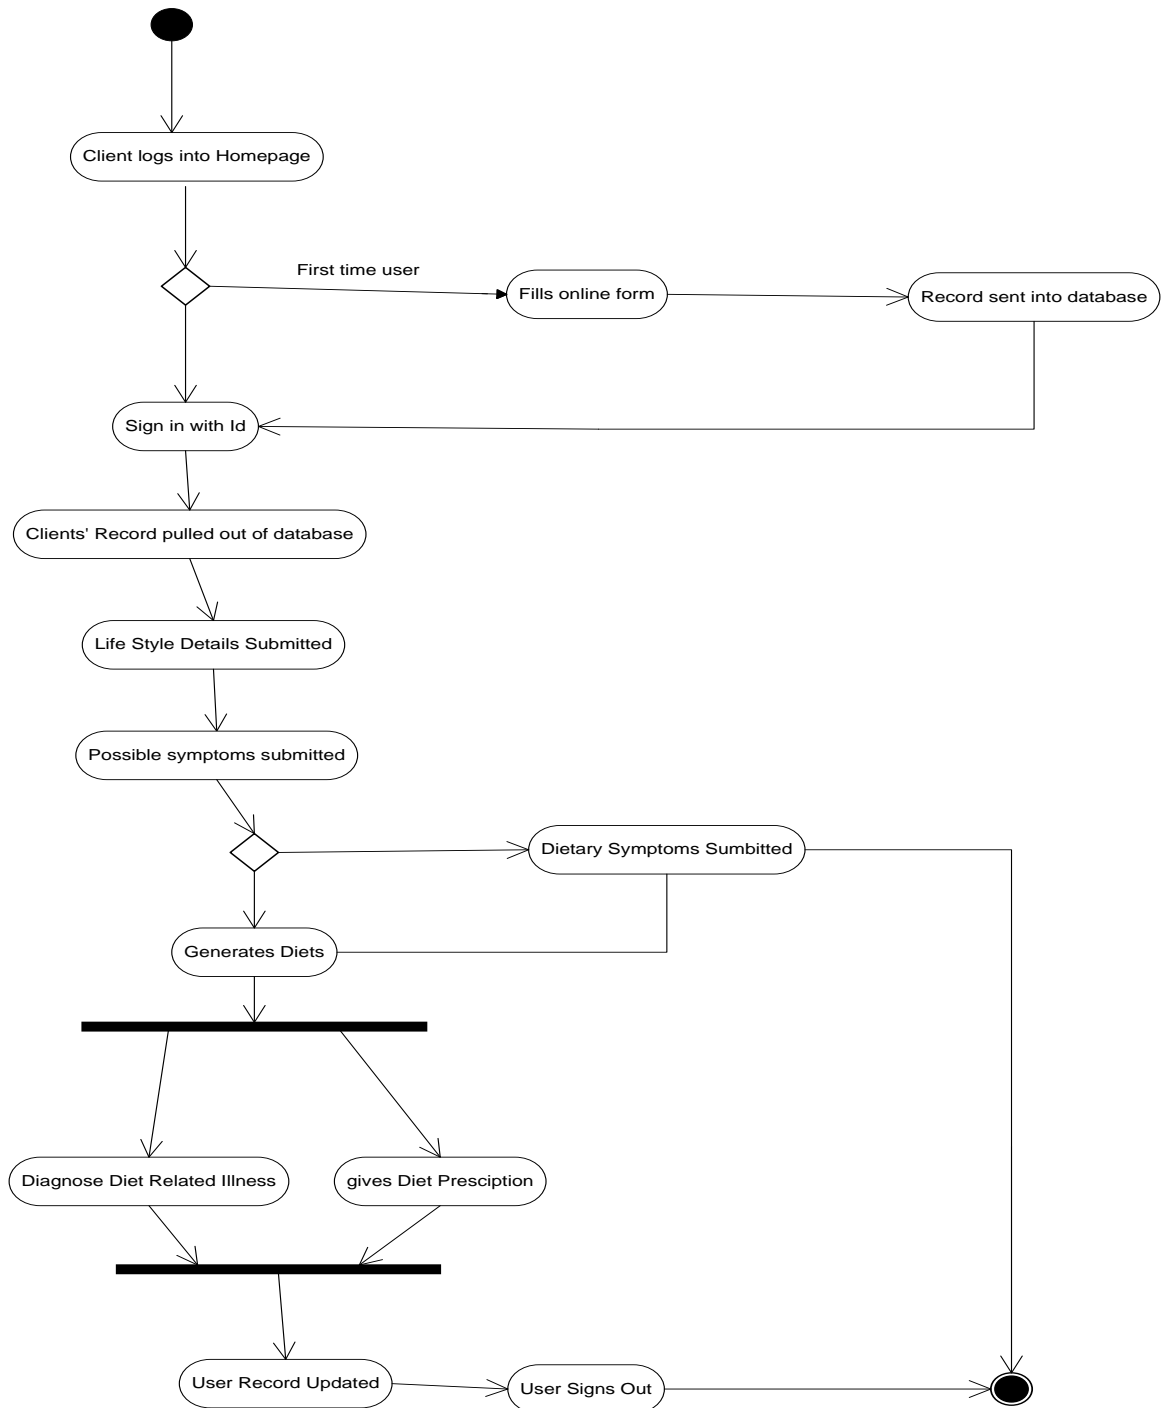 Client logs into Homepage
First time user
Fills online form
Record sent into database
Sign in with Id
Clients' Record pulled out of database
Life Style Details Submitted
Possible symptoms submitted
Dietary Symptoms Sumbitted
Generates Diets
Diagnose Diet Related Illness
gives Diet Presciption
User Record Updated
User Signs Out